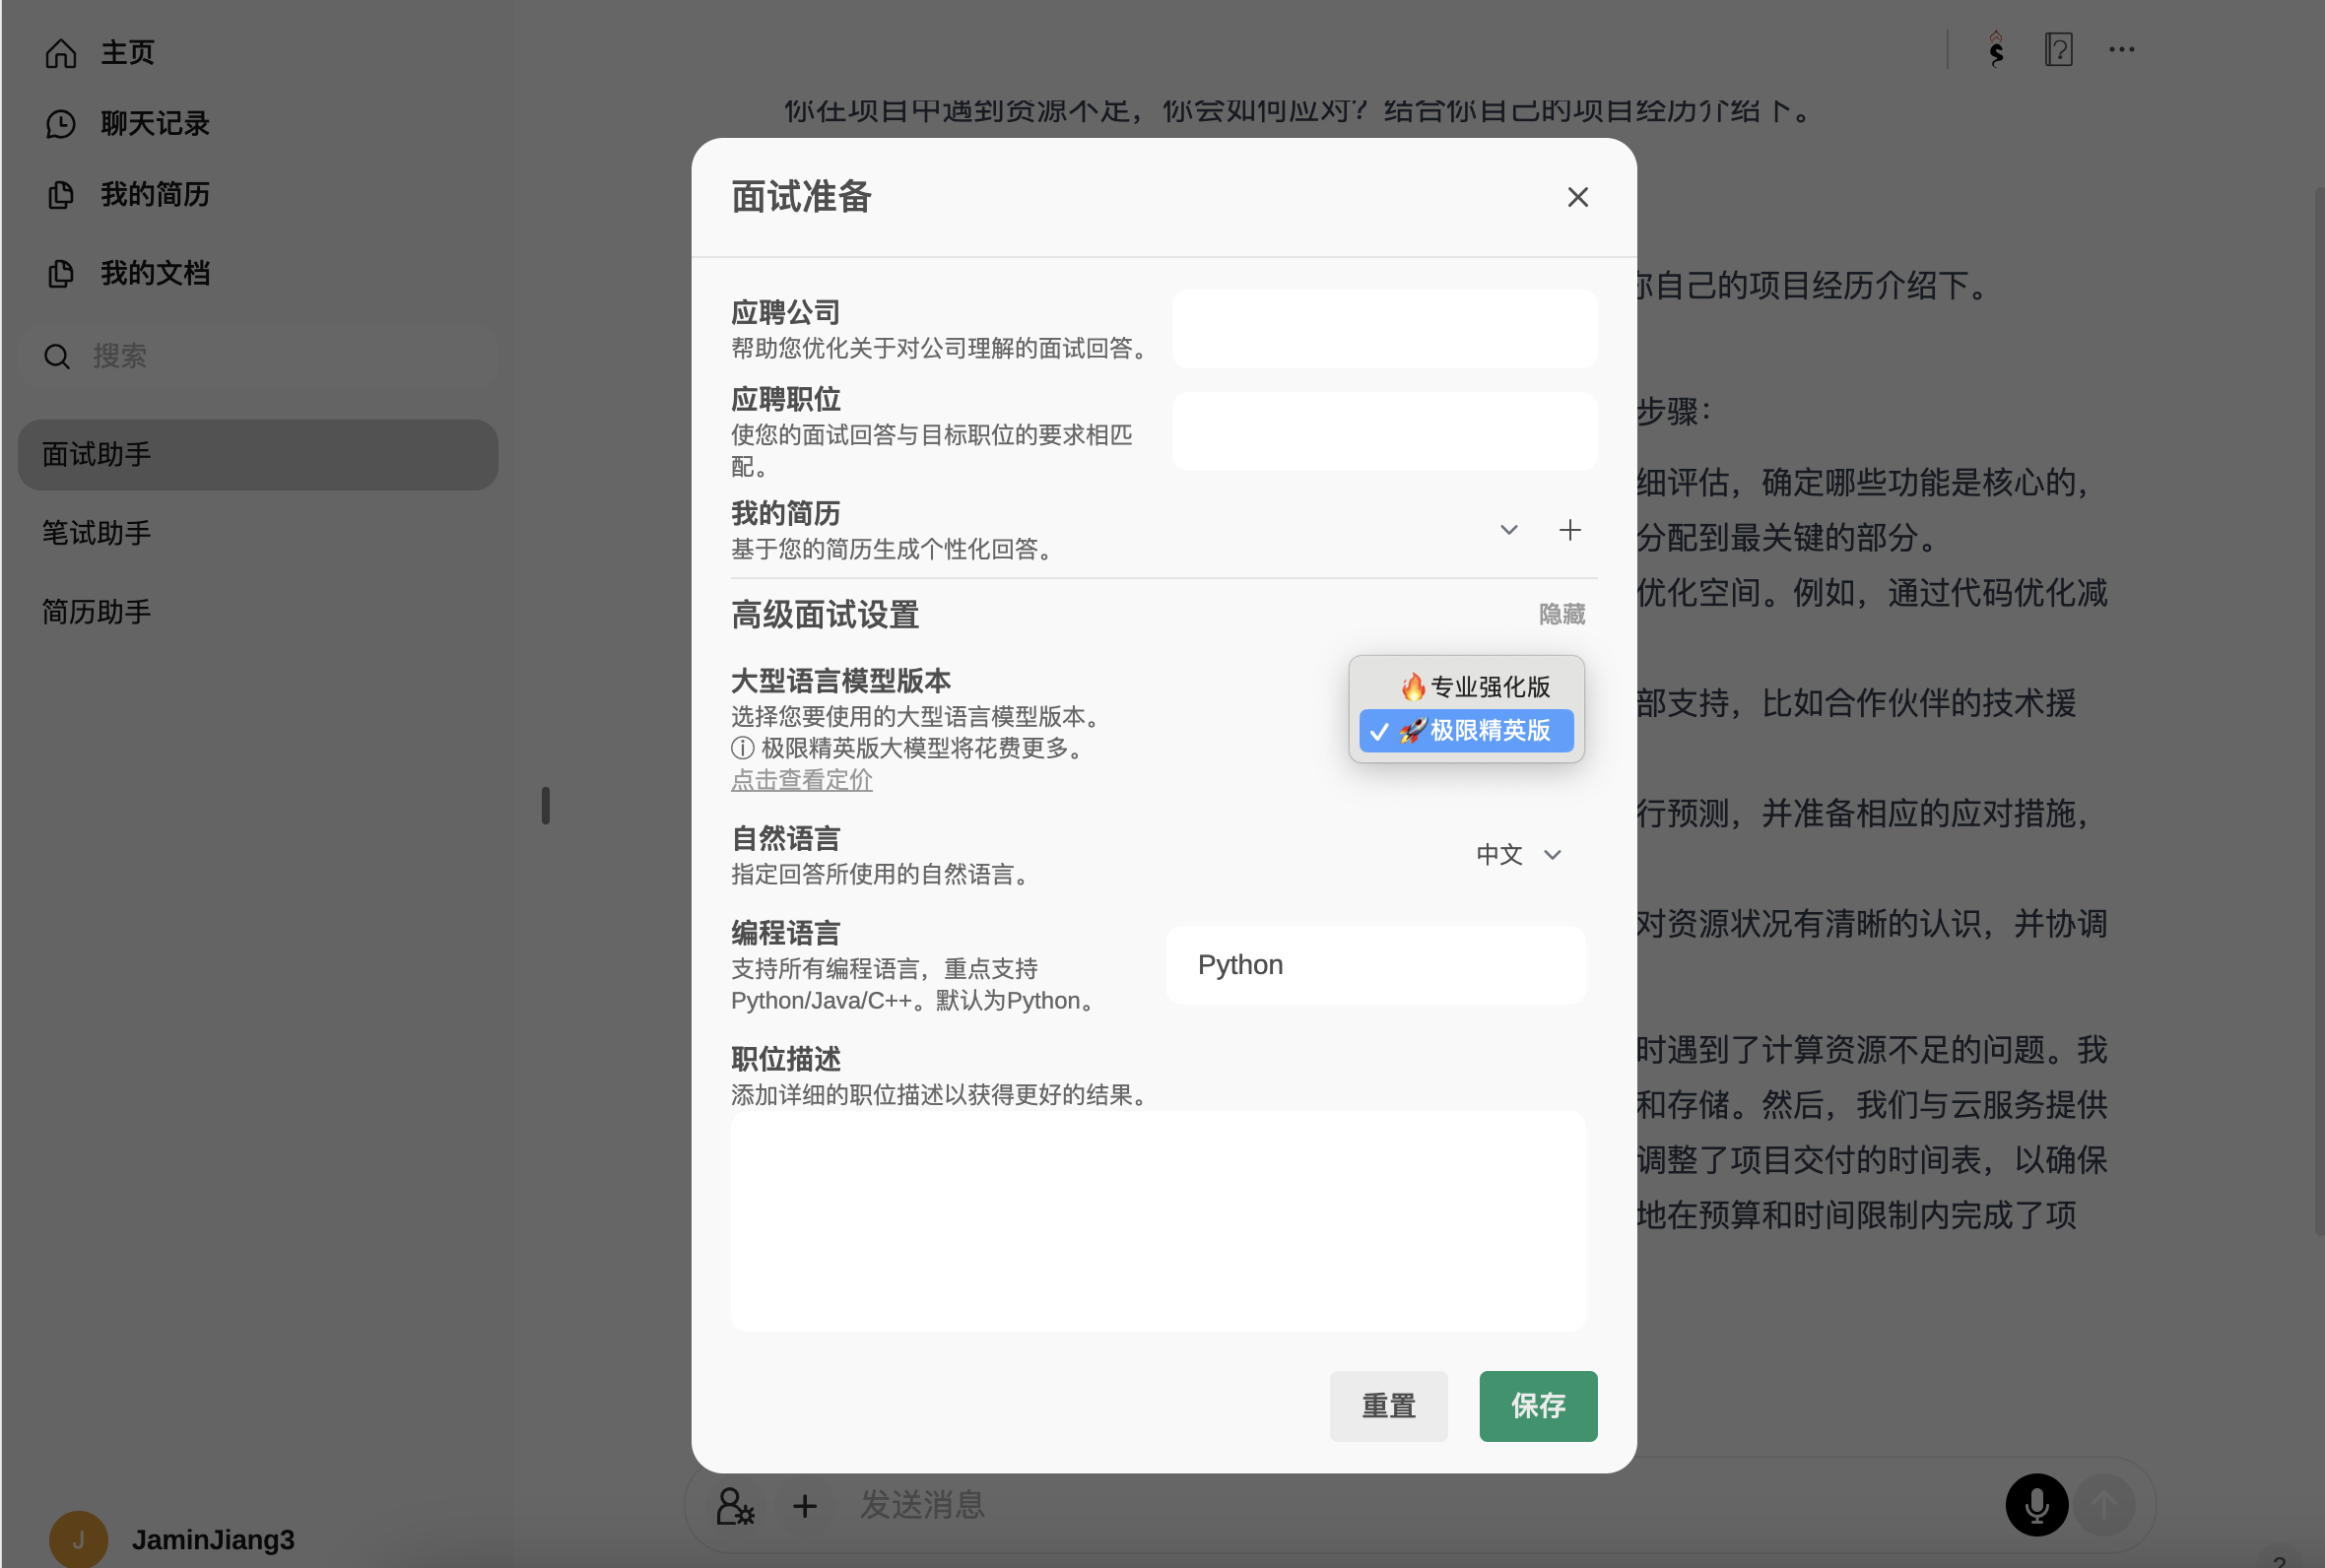 主页
聊天记录
我的简历
我的文档
搜索
面试助手
笔试助手
简历助手
J
JaminJiang3
你在项目中遇到资源不足，你会如何应对？结合你自己的项目经历介绍下。
面试准备
应聘公司
帮助您优化关于对公司理解的面试回答。
应聘职位
使您的面试回答与目标职位的要求相匹
配。
我的简历
基于您的简历生成个性化回答。
高级面试设置
隐藏
大型语言模型版本
选择您要使用的大型语言模型版本。
极限精英版大模型将花费更多。
点击查看定价
🔥专业强化版
✓ 🚀极限精英版
自然语言
指定回答所使用的自然语言。
中文
编程语言
支持所有编程语言，重点支持
Python/Java/C++。默认为Python。
Python
职位描述
添加详细的职位描述以获得更好的结果。
重置
保存
你自己的项目经历介绍下。
步骤：
细评估，确定哪些功能是核心的，
分配到最关键的部分。
优化空间。例如，通过代码优化减
部支持，比如合作伙伴的技术援
行预测，并准备相应的应对措施，
对资源状况有清晰的认识，并协调
时遇到了计算资源不足的问题。我
和存储。然后，我们与云服务提供
调整了项目交付的时间表，以确保
地在预算和时间限制内完成了项
发送消息
?